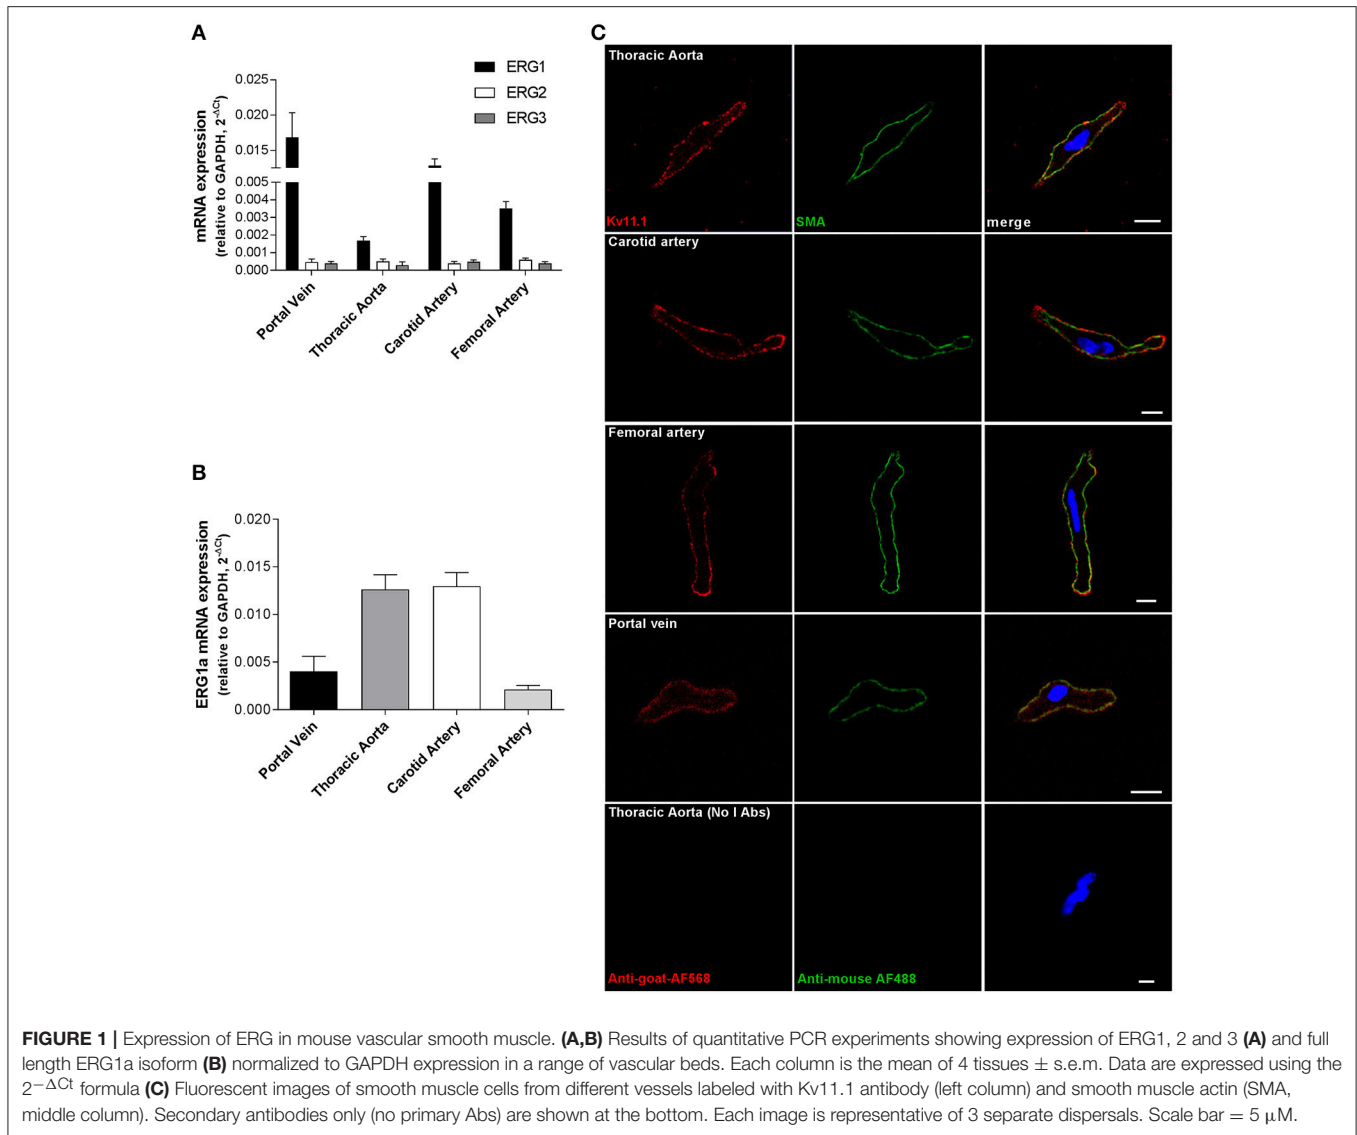 A
mRNA expression
(relative to GAPDH, 2-ΔCt)
0.025
0.020
0.015
0.005
0.004
0.003
0.002
0.001
0.000
ERG1
ERG2
ERG3
Portal Vein
Thoracic Aorta
Carotid Artery
Femoral Artery
B
ERG1a mRNA expression
(relative to GAPDH, 2-ΔCt)
0.020
0.015
0.010
0.005
0.000
Portal Vein
Thoracic Aorta
Carotid Artery
Femoral Artery
C
Thoracic Aorta
Kv11.1
SMA
merge
Carotid artery
Femoral artery
Portal vein
Thoracic Aorta (No I Abs)
Anti-goat-AF568
Anti-mouse AF488
FIGURE 1 | Expression of ERG in mouse vascular smooth muscle. (A,B) Results of quantitative PCR experiments showing expression of ERG1, 2 and 3 (A) and full
length ERG1a isoform (B) normalized to GAPDH expression in a range of vascular beds. Each column is the mean of 4 tissues ± s.e.m. Data are expressed using the
2−ΔCt formula (C) Fluorescent images of smooth muscle cells from different vessels labeled with Kv11.1 antibody (left column) and smooth muscle actin (SMA,
middle column). Secondary antibodies only (no primary Abs) are shown at the bottom. Each image is representative of 3 separate dispersals. Scale bar = 5 μM.